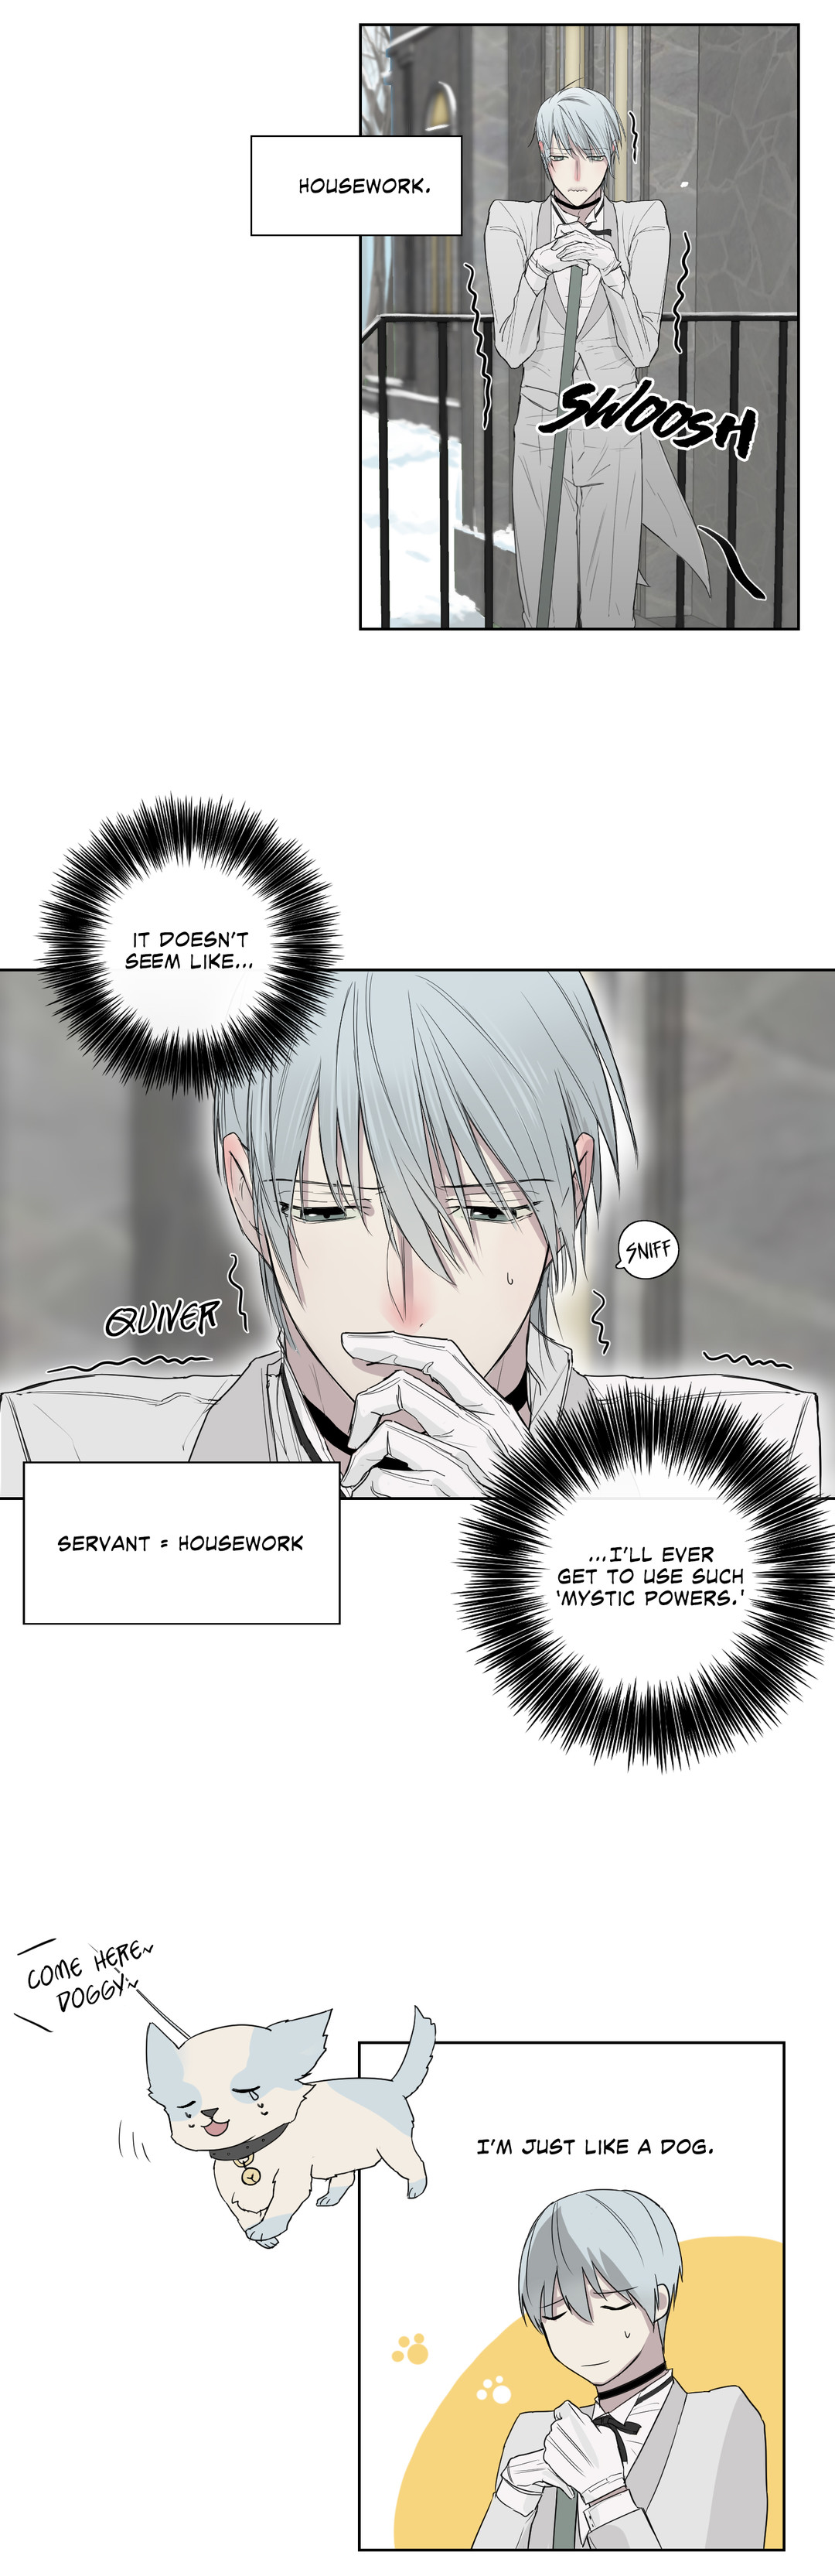 HOUSEWORK.
SWOOSH
IT DOESN'T
SEEM LIKE...
SNIFF
QUIVER
SERVANT = HOUSEWORK
...I'LL EVER
GET TO USE SUCH
'MYSTIC POWERS.'
COME HERE~
DOGGY~
I'M JUST LIKE A DOG.